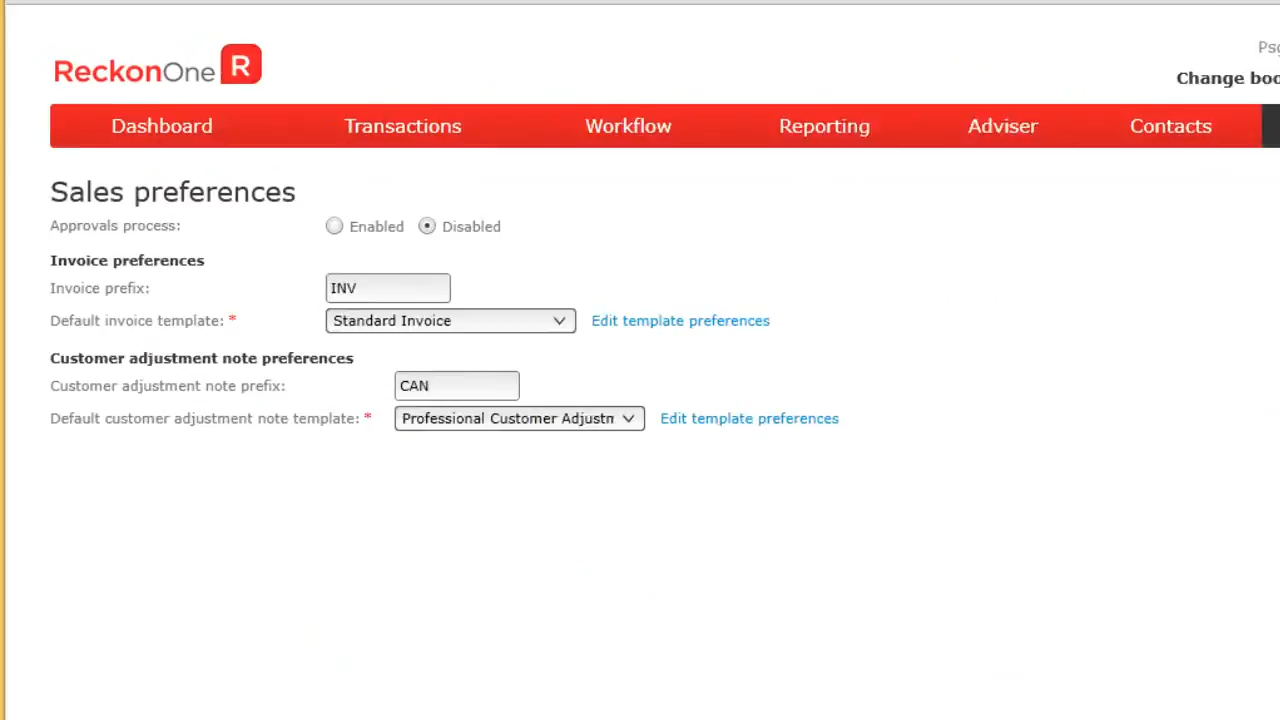 ReckonOne R
Psg
Change boo
Dashboard Transactions Workflow Reporting Adviser Contacts
Sales preferences
Approvals process: Enabled Disabled
Invoice preferences
Invoice prefix: INV
Default invoice template: * Standard Invoice Edit template preferences
Customer adjustment note preferences
Customer adjustment note prefix: CAN
Default customer adjustment note template: * Professional Customer Adjustm Edit template preferences